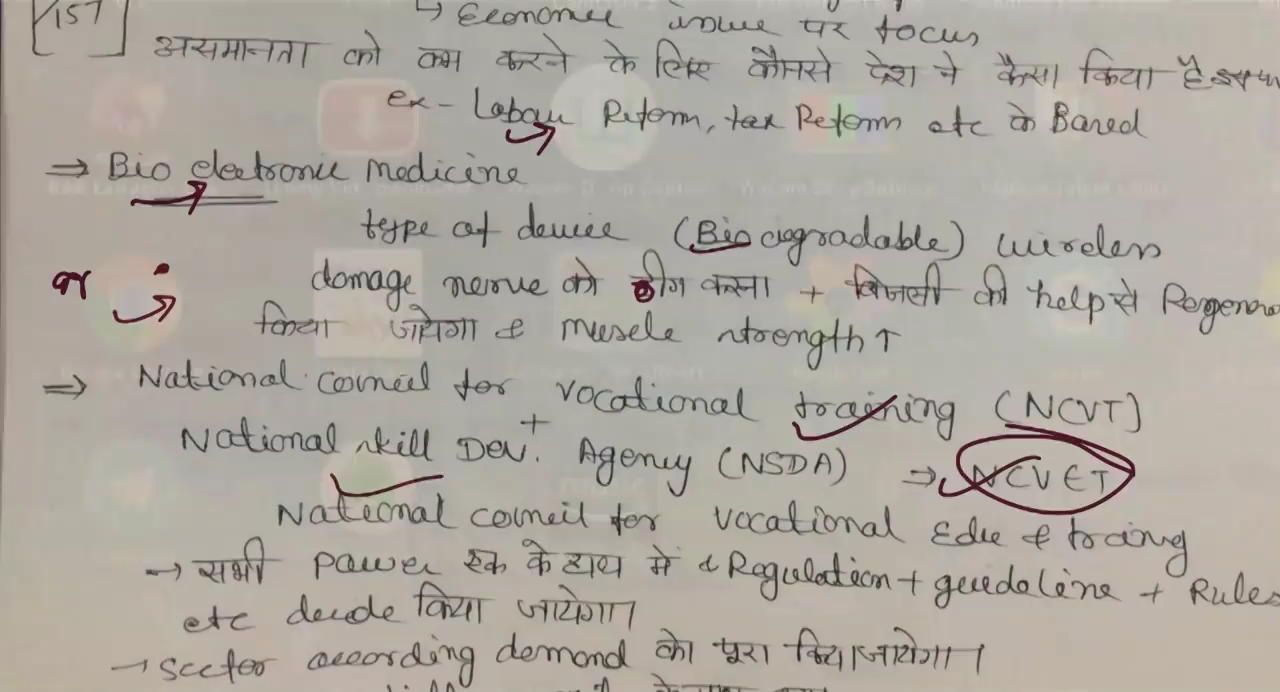 [157]
↳ Economic issue पर focus
असमानता को कम करने के लिए कौनसे देश ने कैसा किया है
ex- Labour Reform, tax Reform etc के Based
⇒ Bio electronic medicine
type of device (Bio degradable) wireless
damage nerve को ठीग करना + बिजली की help से Regenera
किया जायेगा & muscle strength ↑
⇒ National council for vocational training (NCVT)
+
National skill Dev. Agency (NSDA) → NCVET
National council for vocational Edu & traing
→ सभी power एक के हाथ में & Regulation + guideline + Rules
etc decide किया जायेगा।
→ sector according demand को पूरा किया जायेगा।